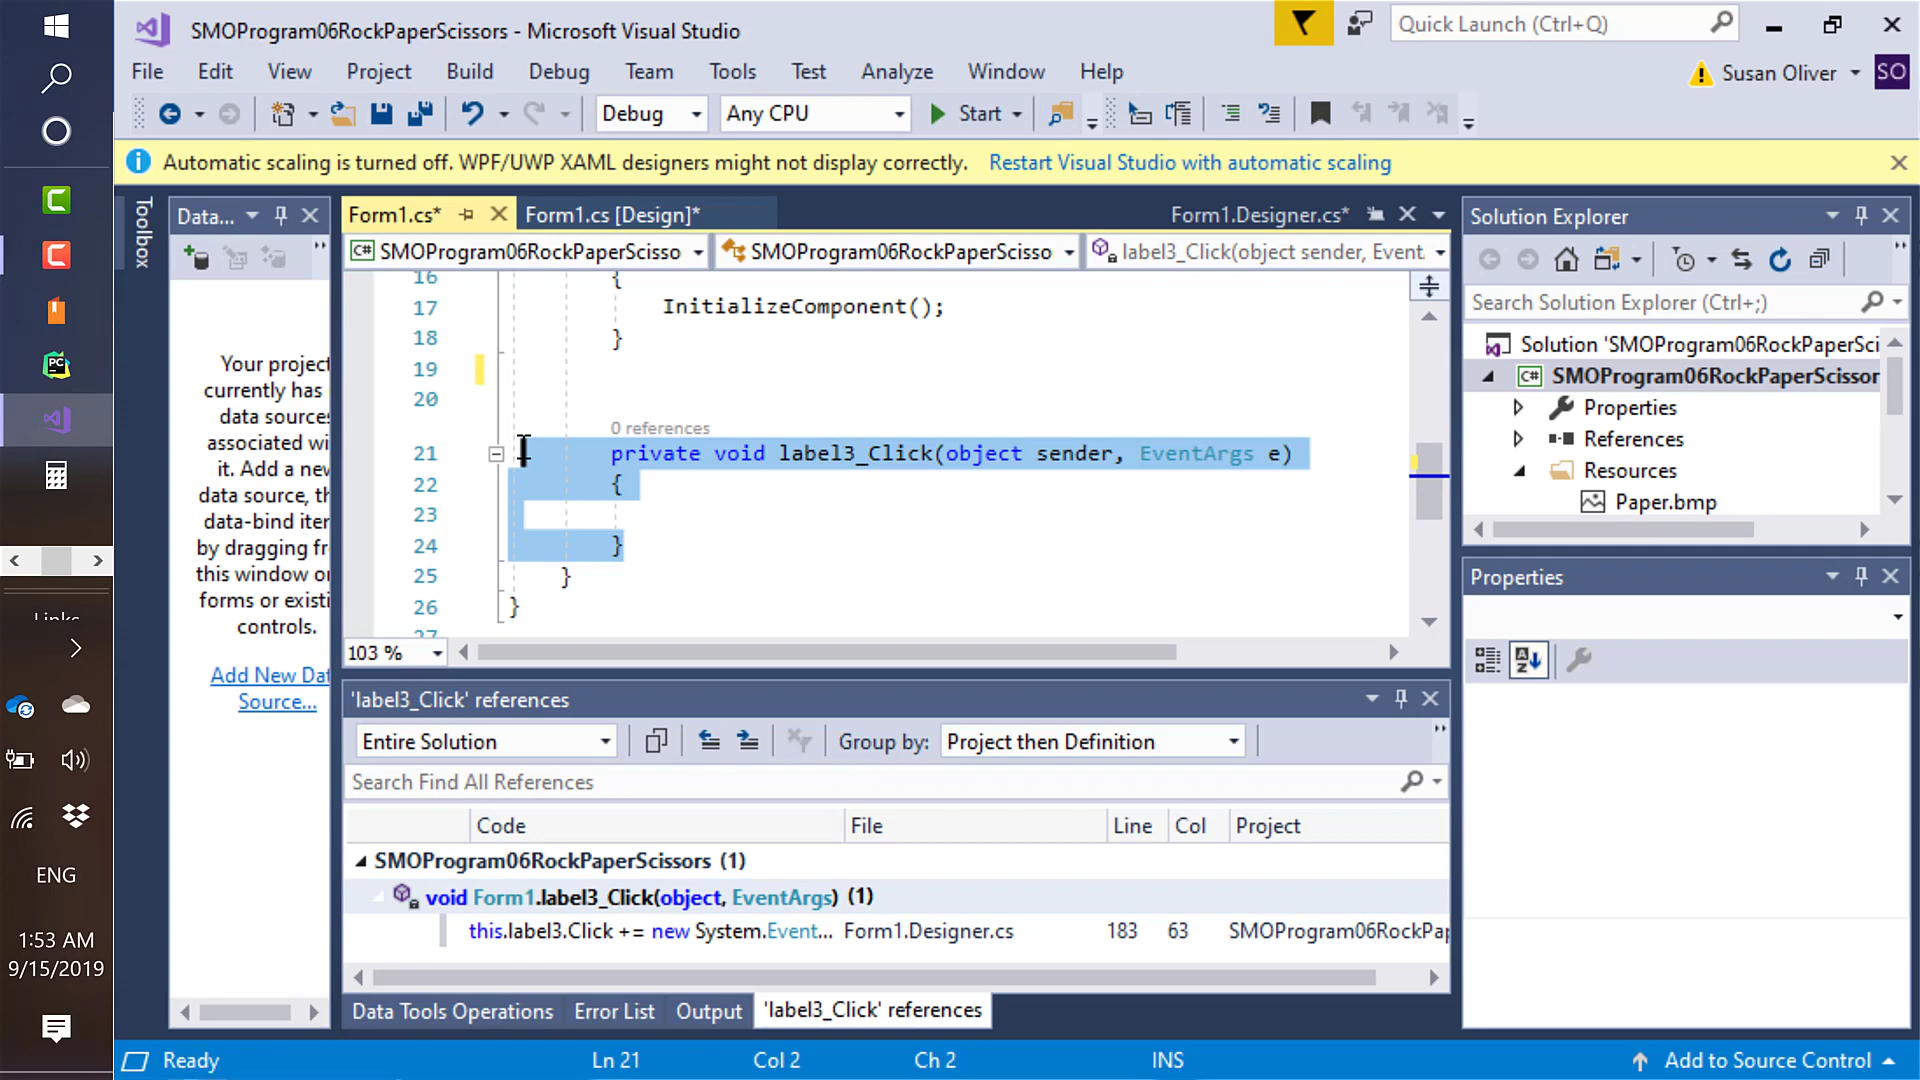 SMOProgram06RockPaperScissors - Microsoft Visual Studio
Quick Launch (Ctrl+Q)
File Edit View Project Build Debug Team Tools Test Analyze Window Help
Susan Oliver SO
Debug Any CPU Start
Automatic scaling is turned off. WPF/UWP XAML designers might not display correctly. Restart Visual Studio with automatic scaling
Toolbox
Data...
Your project
currently has
data sources
associated wi
it. Add a new
data source, th
data-bind iter
by dragging fr
this window or
forms or existi
controls.
Add New Dat
Source...
Form1.cs* Form1.cs [Design]* Form1.Designer.cs*
C# SMOProgram06RockPaperScisso SMOProgram06RockPaperScisso label3_Click(object sender, Event
16 {
17 InitializeComponent();
18 }
19
20
0 references
21 private void label3_Click(object sender, EventArgs e)
22 {
23
24 }
25 }
26 }
27
103 %
'label3_Click' references
Entire Solution Group by: Project then Definition
Search Find All References
Code File Line Col Project
SMOProgram06RockPaperScissors (1)
void Form1.label3_Click(object, EventArgs) (1)
this.label3.Click += new System.Event... Form1.Designer.cs 183 63 SMOProgram06RockPap
Data Tools Operations Error List Output 'label3_Click' references
Solution Explorer
Search Solution Explorer (Ctrl+;)
Solution 'SMOProgram06RockPaperSci
C# SMOProgram06RockPaperScissor
Properties
References
Resources
Paper.bmp
Properties
Links
ENG
1:53 AM
9/15/2019
Ready Ln 21 Col 2 Ch 2 INS Add to Source Control